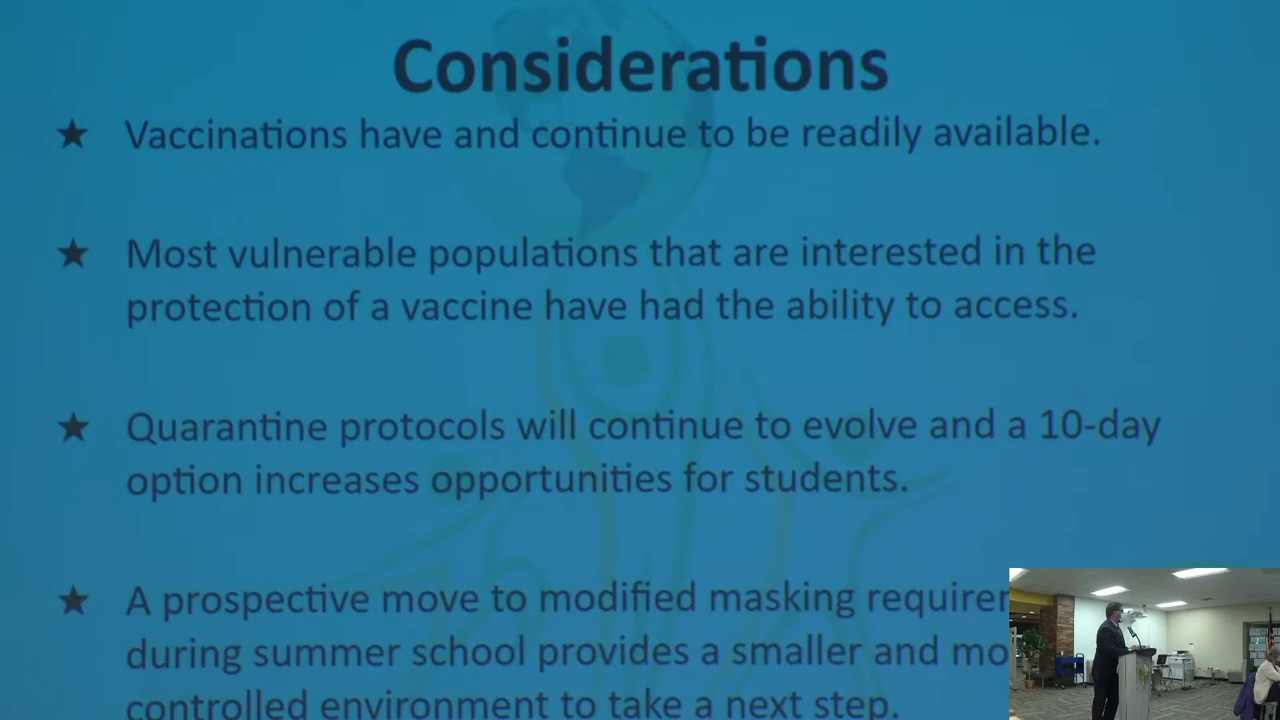 Considerations
★ Vaccinations have and continue to be readily available.
★ Most vulnerable populations that are interested in the
protection of a vaccine have had the ability to access.
★ Quarantine protocols will continue to evolve and a 10-day
option increases opportunities for students.
★ A prospective move to modified masking
during summer school provides a smaller and
controlled environment to take a next step.